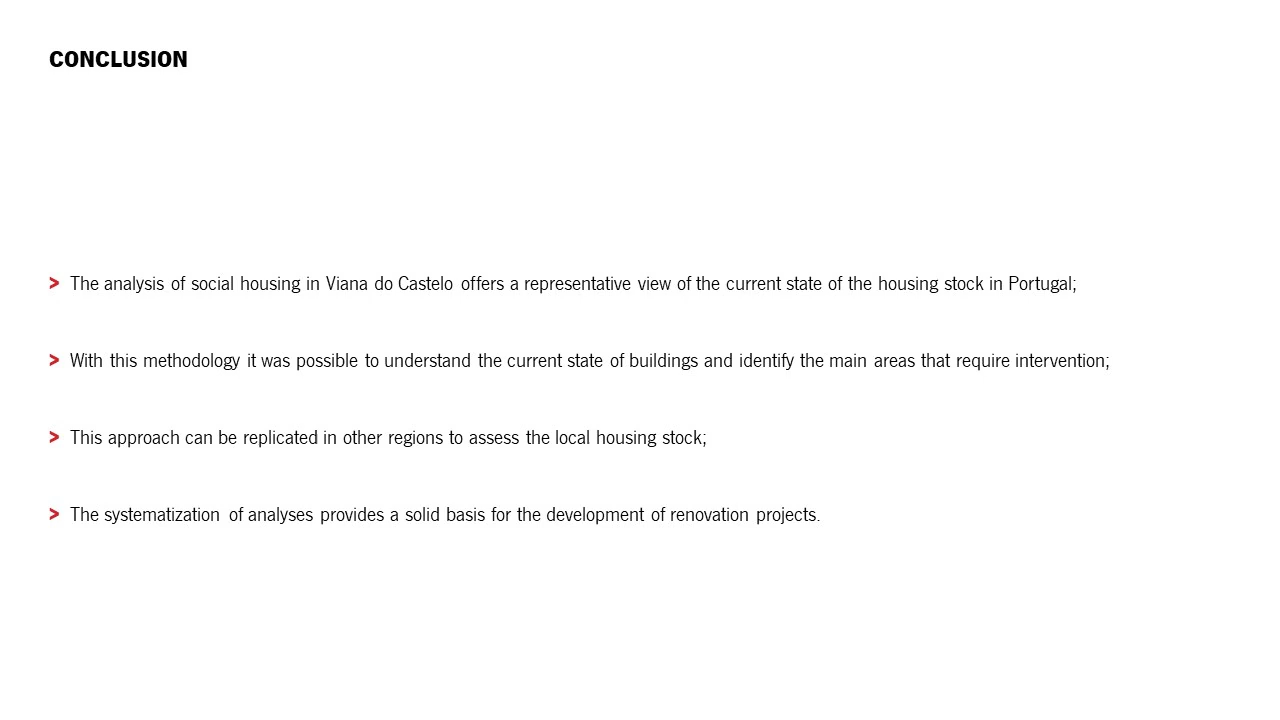 CONCLUSION
> The analysis of social housing in Viana do Castelo offers a representative view of the current state of the housing stock in Portugal;
> With this methodology it was possible to understand the current state of buildings and identify the main areas that require intervention;
> This approach can be replicated in other regions to assess the local housing stock;
> The systematization of analyses provides a solid basis for the development of renovation projects.